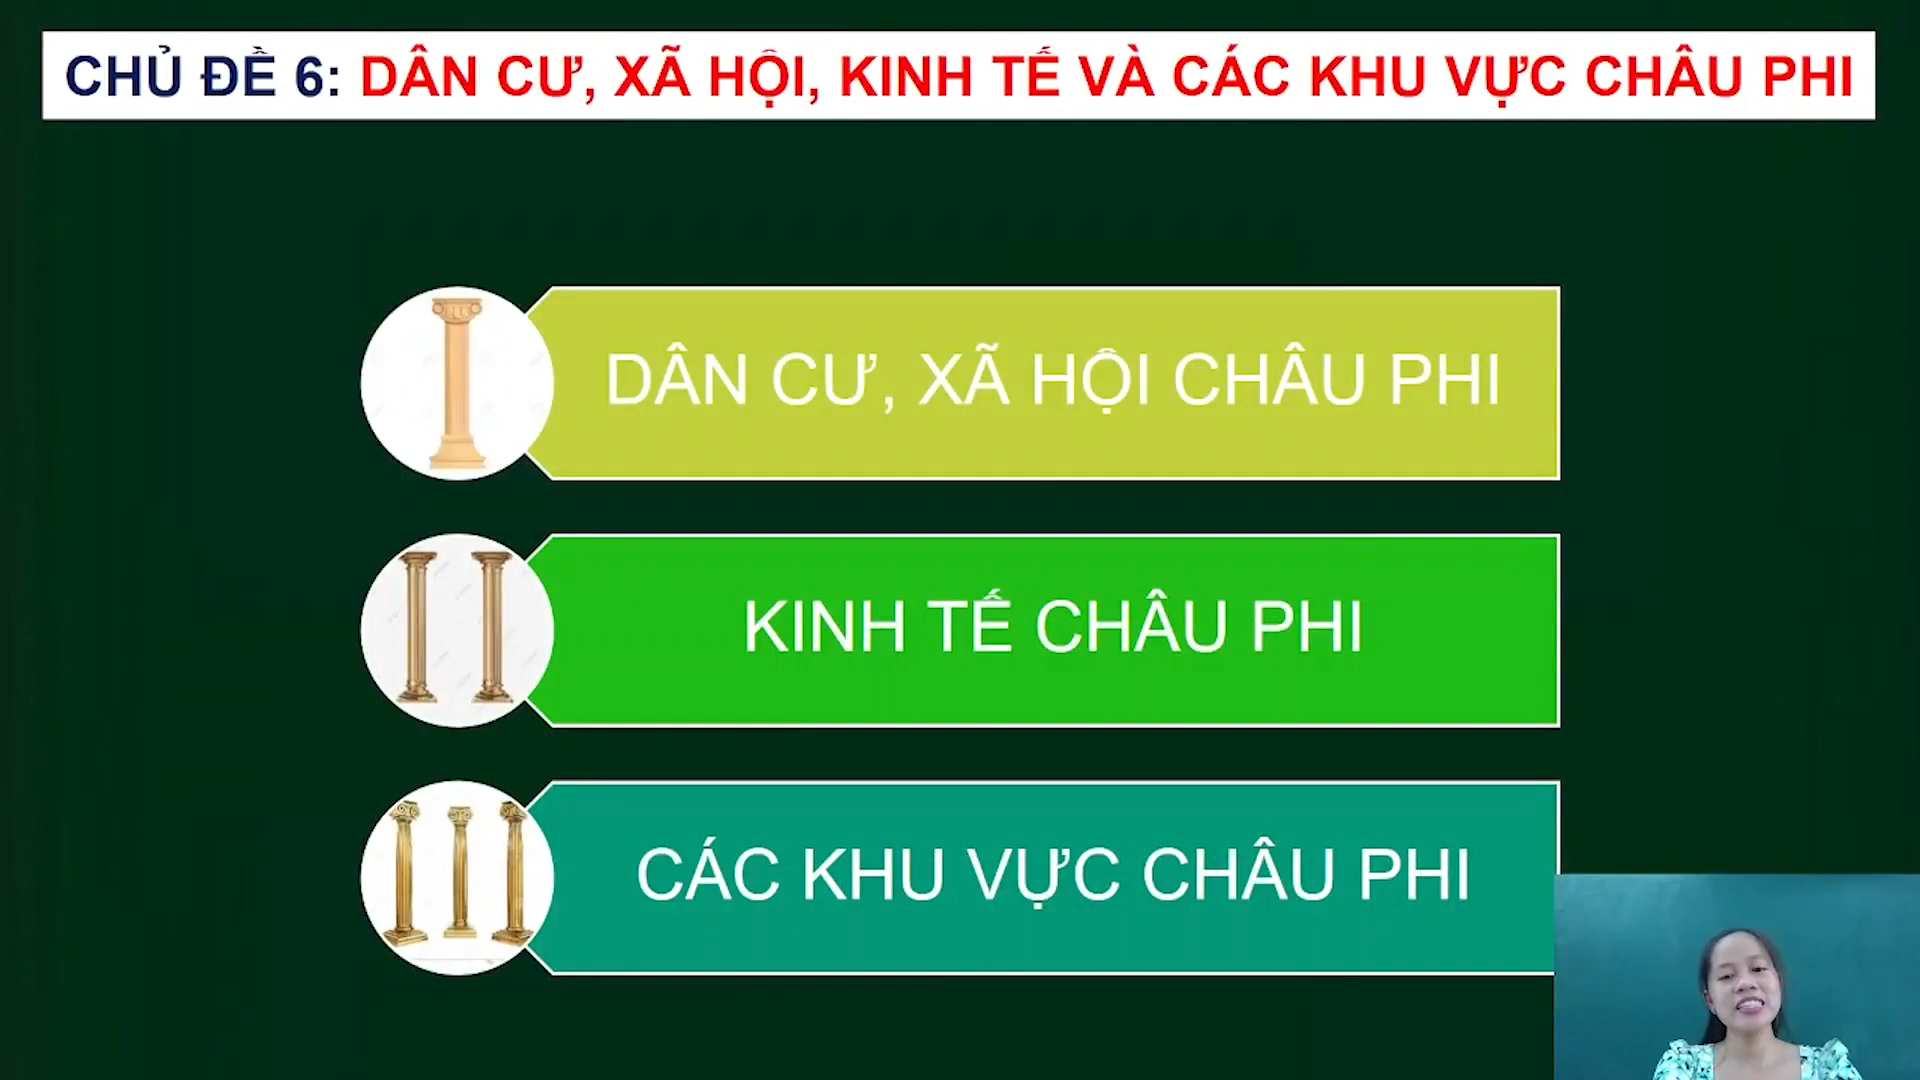 CHỦ ĐỀ 6: DÂN CƯ, XÃ HỘI, KINH TẾ VÀ CÁC KHU VỰC CHÂU PHI
DÂN CƯ, XÃ HỘI CHÂU PHI
KINH TẾ CHÂU PHI
CÁC KHU VỰC CHÂU PHI